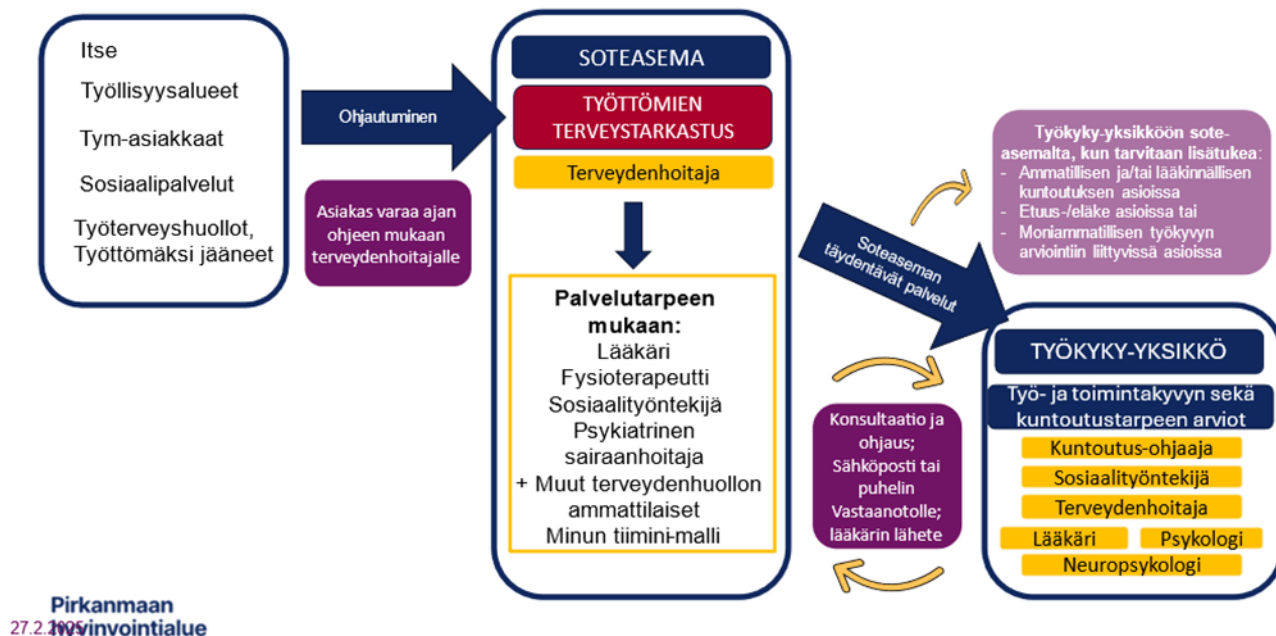 Itse
Työllisyysalueet
Tym-asiakkaat
Sosiaalipalvelut
Työterveyshuollot,
Työttömäksi jääneet
Ohjautuminen
Asiakas varaa ajan
ohjeen mukaan
terveydenhoitajalle
SOTEASEMA
TYÖTTÖMIEN
TERVEYSTARKASTUS
Terveydenhoitaja
Palvelutarpeen
mukaan:
Lääkäri
Fysioterapeutti
Sosiaalityöntekijä
Psykiatrinen
sairaanhoitaja
+ Muut terveydenhuollon
ammattilaiset
Minun tiimini-malli
Soteaseman
täydentävät palvelut
Työkyky-yksikköön sote-
asemalta, kun tarvitaan lisätukea:
- Ammatillisen ja/tai lääkinnällisen
kuntoutuksen asioissa
- Etuus-/eläke asioissa tai
- Moniammatillisen työkyvyn
arviointiin liittyvissä asioissa
Konsultaatio ja
ohjaus;
Sähköposti tai
puhelin
Vastaanotolle;
lääkärin lähete
TYÖKYKY-YKSIKKÖ
Työ- ja toimintakyvyn sekä
kuntoutustarpeen arviot
Kuntoutus-ohjaaja
Sosiaalityöntekijä
Terveydenhoitaja
Lääkäri Psykologi
Neuropsykologi
Pirkanmaan
hyvinvointialue
27.2.2025